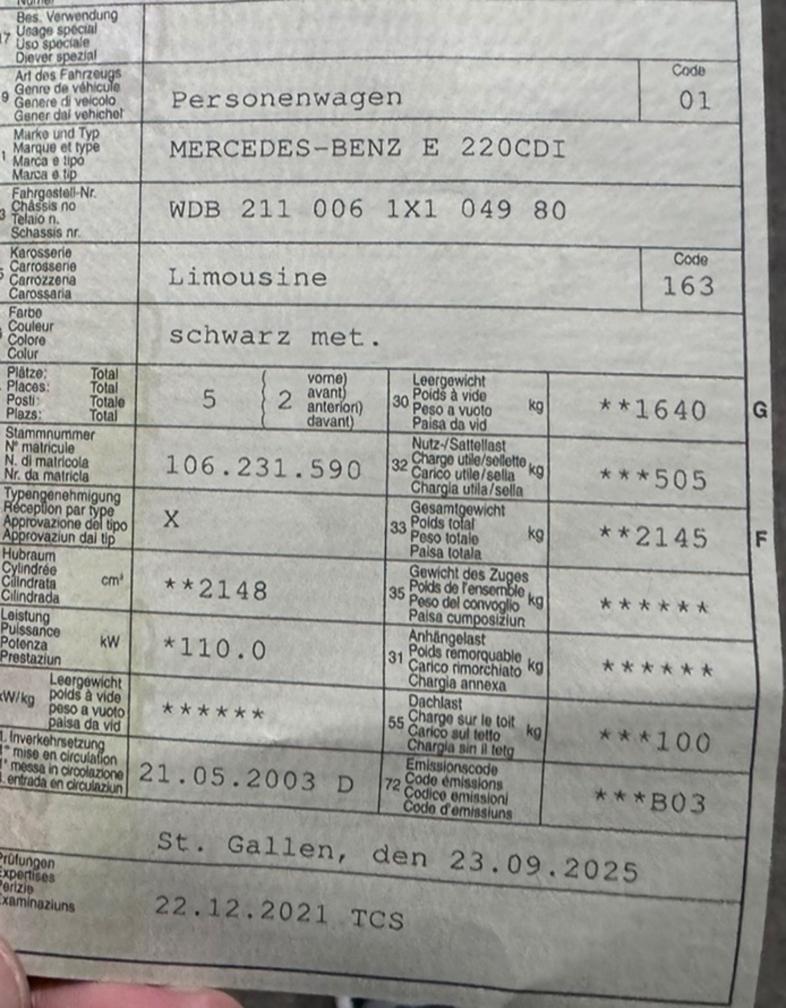 Bes. Verwendung
17 Usage spécial
Uso speciale
Diever spezial
Art des Fahrzeugs
Genre de véhicule
Genere di veicolo
Gener dal vehichel
Personenwagen
Code
01
Marke und Typ
Marque et type
Marca e tipo
Marca e tip
MERCEDES-BENZ E 220CDI
Fahrgestell-Nr.
Châssis no
Telaio n.
Schassis nr.
WDB 211 006 1X1 049 80
Karosserie
Carrosserie
Carrozzeria
Carossaria
Limousine
Code
163
Farbe
Couleur
Colore
Colur
schwarz met.
Plätze: Total
Places: Total
Posti: Totale
Plazs: Total
5
2
vorne)
avant)
anteriori)
davant)
30 Leergewicht
Poids à vide
Peso a vuoto
Paisa da vid
kg
**1640
G
Stammnummer
N° matricule
N. di matricola
Nr. da matricla
106.231.590
32 Nutz-/Sattellast
Charge utile/sellette
Carico utile/sella
Chargia utila/sella
kg
***505
Typengenehmigung
Réception par type
Approvazione del tipo
Approvaziun dal tip
X
33 Gesamtgewicht
Poids total
Peso totale
Paisa totala
kg
**2145
F
Hubraum
Cylindrée
Cilindrata
Cilindrada
cm³
**2148
35 Gewicht des Zuges
Poids de l'ensemble
Peso del convoglio
Paisa cumposiziun
kg
******
Leistung
Puissance
Potenza
Prestaziun
kW
*110.0
31 Anhängelast
Poids remorquable
Carico rimorchiato
Chargia annexa
kg
******
kW/kg
Leergewicht
poids à vide
peso a vuoto
paisa da vid
******
55 Dachlast
Charge sur le toit
Carico sul tetto
Chargia sin il tetg
kg
***100
1. Inverkehrsetzung
1re mise en circulation
1a messa in circolazione
1. entrada en circulaziun
21.05.2003 D
72 Emissionscode
Code émissions
Codice emissioni
Code d'emissiuns
***B03
St. Gallen, den 23.09.2025
Prüfungen
Expertises
Perizie
Examinaziuns
22.12.2021 TCS